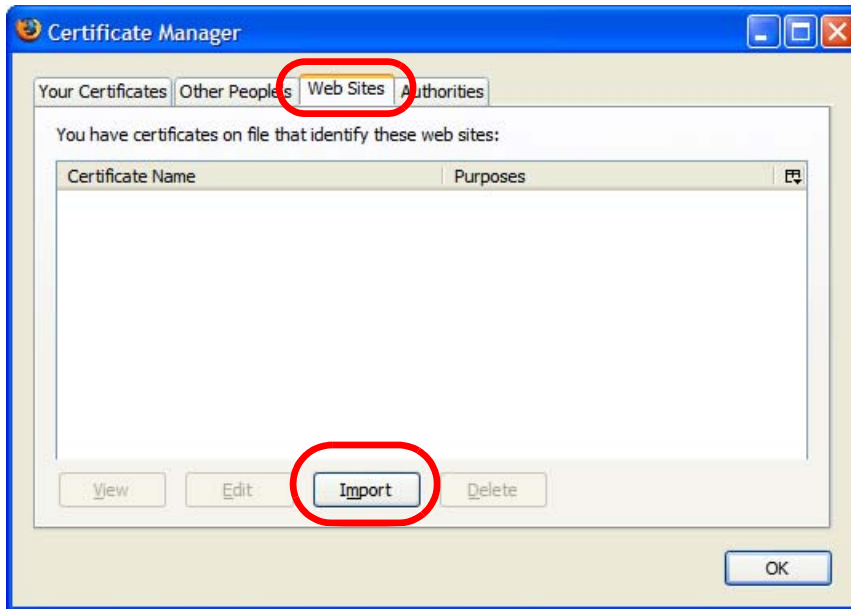 Certificate Manager
Your Certificates Other People's Web Sites Authorities
You have certificates on file that identify these web sites:
Certificate Name Purposes
View Edit Import Delete
OK